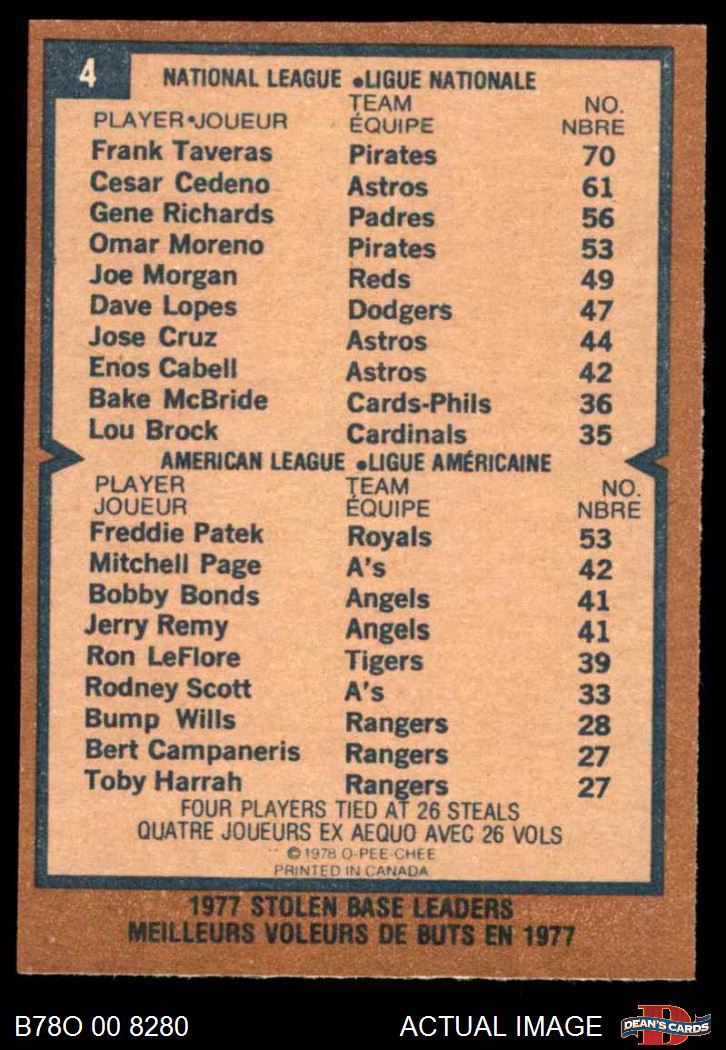 4
NATIONAL LEAGUE •LIGUE NATIONALE
PLAYER•JOUEUR TEAM ÉQUIPE NO. NBRE
Frank Taveras Pirates 70
Cesar Cedeno Astros 61
Gene Richards Padres 56
Omar Moreno Pirates 53
Joe Morgan Reds 49
Dave Lopes Dodgers 47
Jose Cruz Astros 44
Enos Cabell Astros 42
Bake McBride Cards-Phils 36
Lou Brock Cardinals 35
AMERICAN LEAGUE •LIGUE AMÉRICAINE
PLAYER TEAM NO.
JOUEUR ÉQUIPE NBRE
Freddie Patek Royals 53
Mitchell Page A's 42
Bobby Bonds Angels 41
Jerry Remy Angels 41
Ron LeFlore Tigers 39
Rodney Scott A's 33
Bump Wills Rangers 28
Bert Campaneris Rangers 27
Toby Harrah Rangers 27
FOUR PLAYERS TIED AT 26 STEALS
QUATRE JOUEURS EX AEQUO AVEC 26 VOLS
© 1978 O-PEE-CHEE
PRINTED IN CANADA
1977 STOLEN BASE LEADERS
MEILLEURS VOLEURS DE BUTS EN 1977
B78O 00 8280 ACTUAL IMAGE
D
DEAN'S CARDS